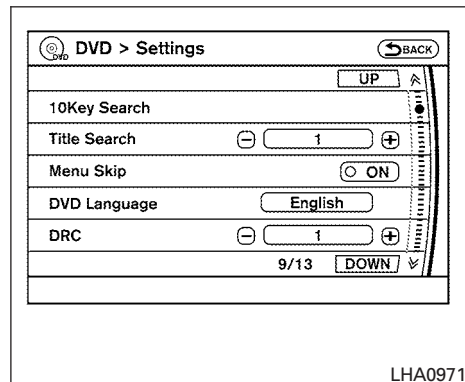 DVD DVD > Settings BACK
UP
10Key Search
Title Search 1
Menu Skip ON
DVD Language English
DRC 1
9/13 DOWN
LHA0971